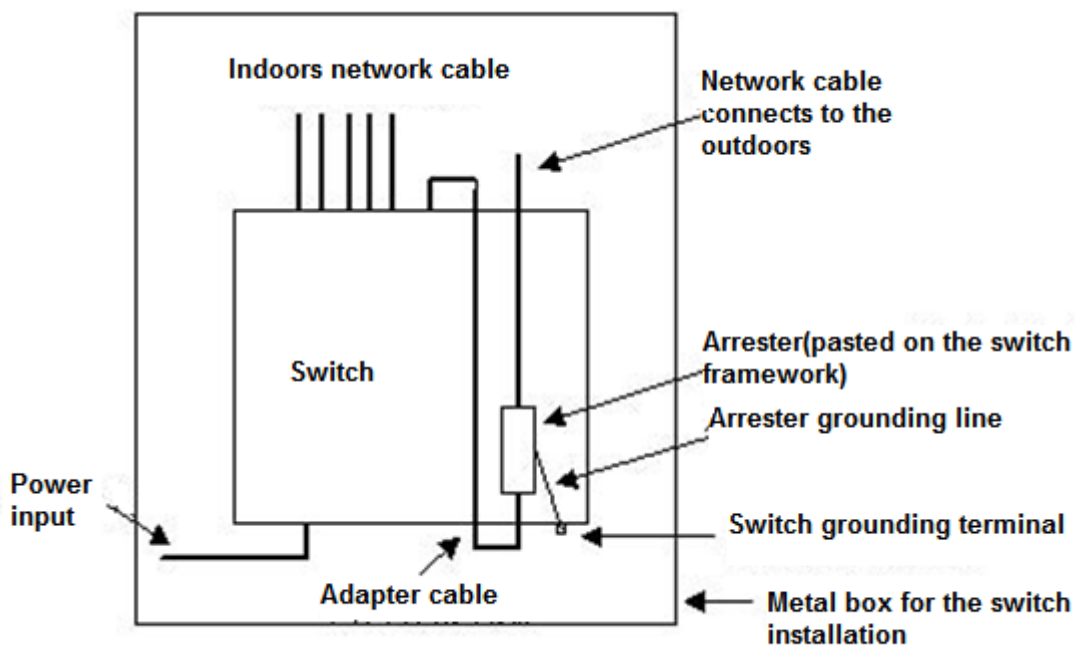 Indoors network cable
Network cable
connects to the
outdoors
Switch
Arrester(pasted on the switch
framework)
Arrester grounding line
Power
input
Switch grounding terminal
Adapter cable
Metal box for the switch
installation